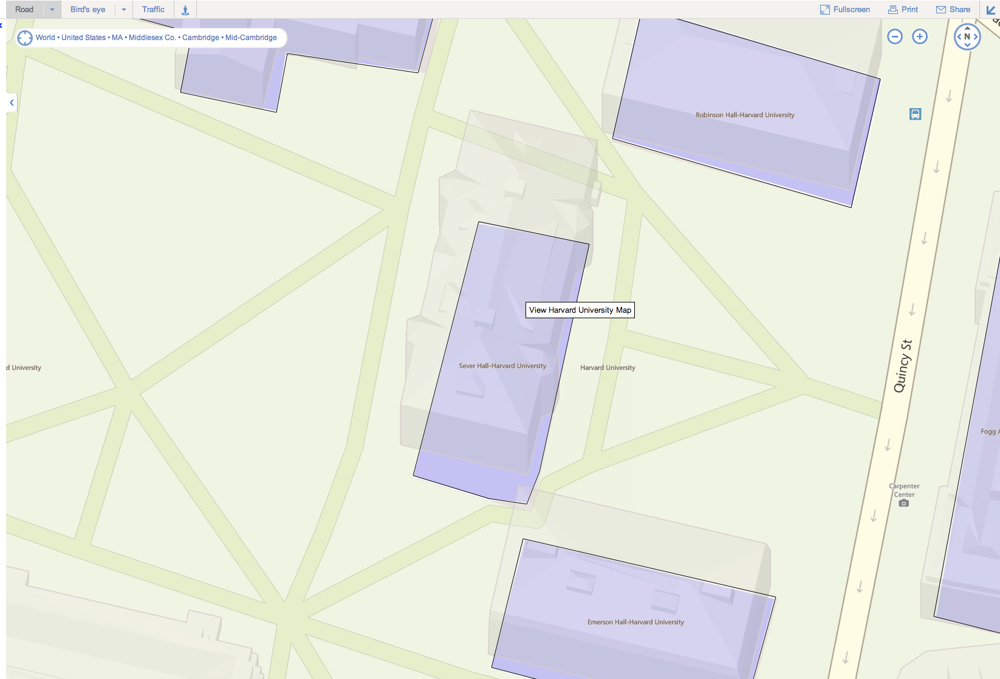 Road
Bird's eye
Traffic
Fullscreen
Print
Share
World • United States • MA • Middlesex Co. • Cambridge • Mid-Cambridge
N
Robinson Hall-Harvard University
View Harvard University Map
Sever Hall-Harvard University
Harvard University
d University
Quincy St
Fogg A
Carpenter
Center
Emerson Hall-Harvard University